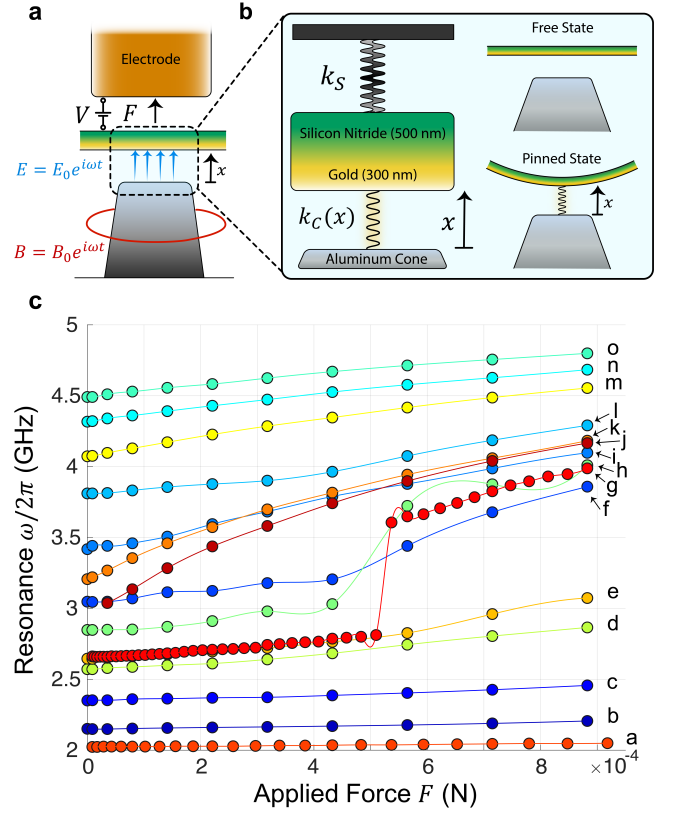 a
Electrode
V
F
x
E = E₀e^{iωt}
B = B₀e^{iωt}
b
k_S
Silicon Nitride (500 nm)
Gold (300 nm)
k_C(x)
x
Aluminum Cone
Free State
Pinned State
x
c
5
4.5
4
3.5
3
2.5
2
Resonance ω/2π (GHz)
o
n
m
l
k
j
i
h
g
f
e
d
c
b
a
0
2
4
6
8
×10⁻⁴
Applied Force F (N)